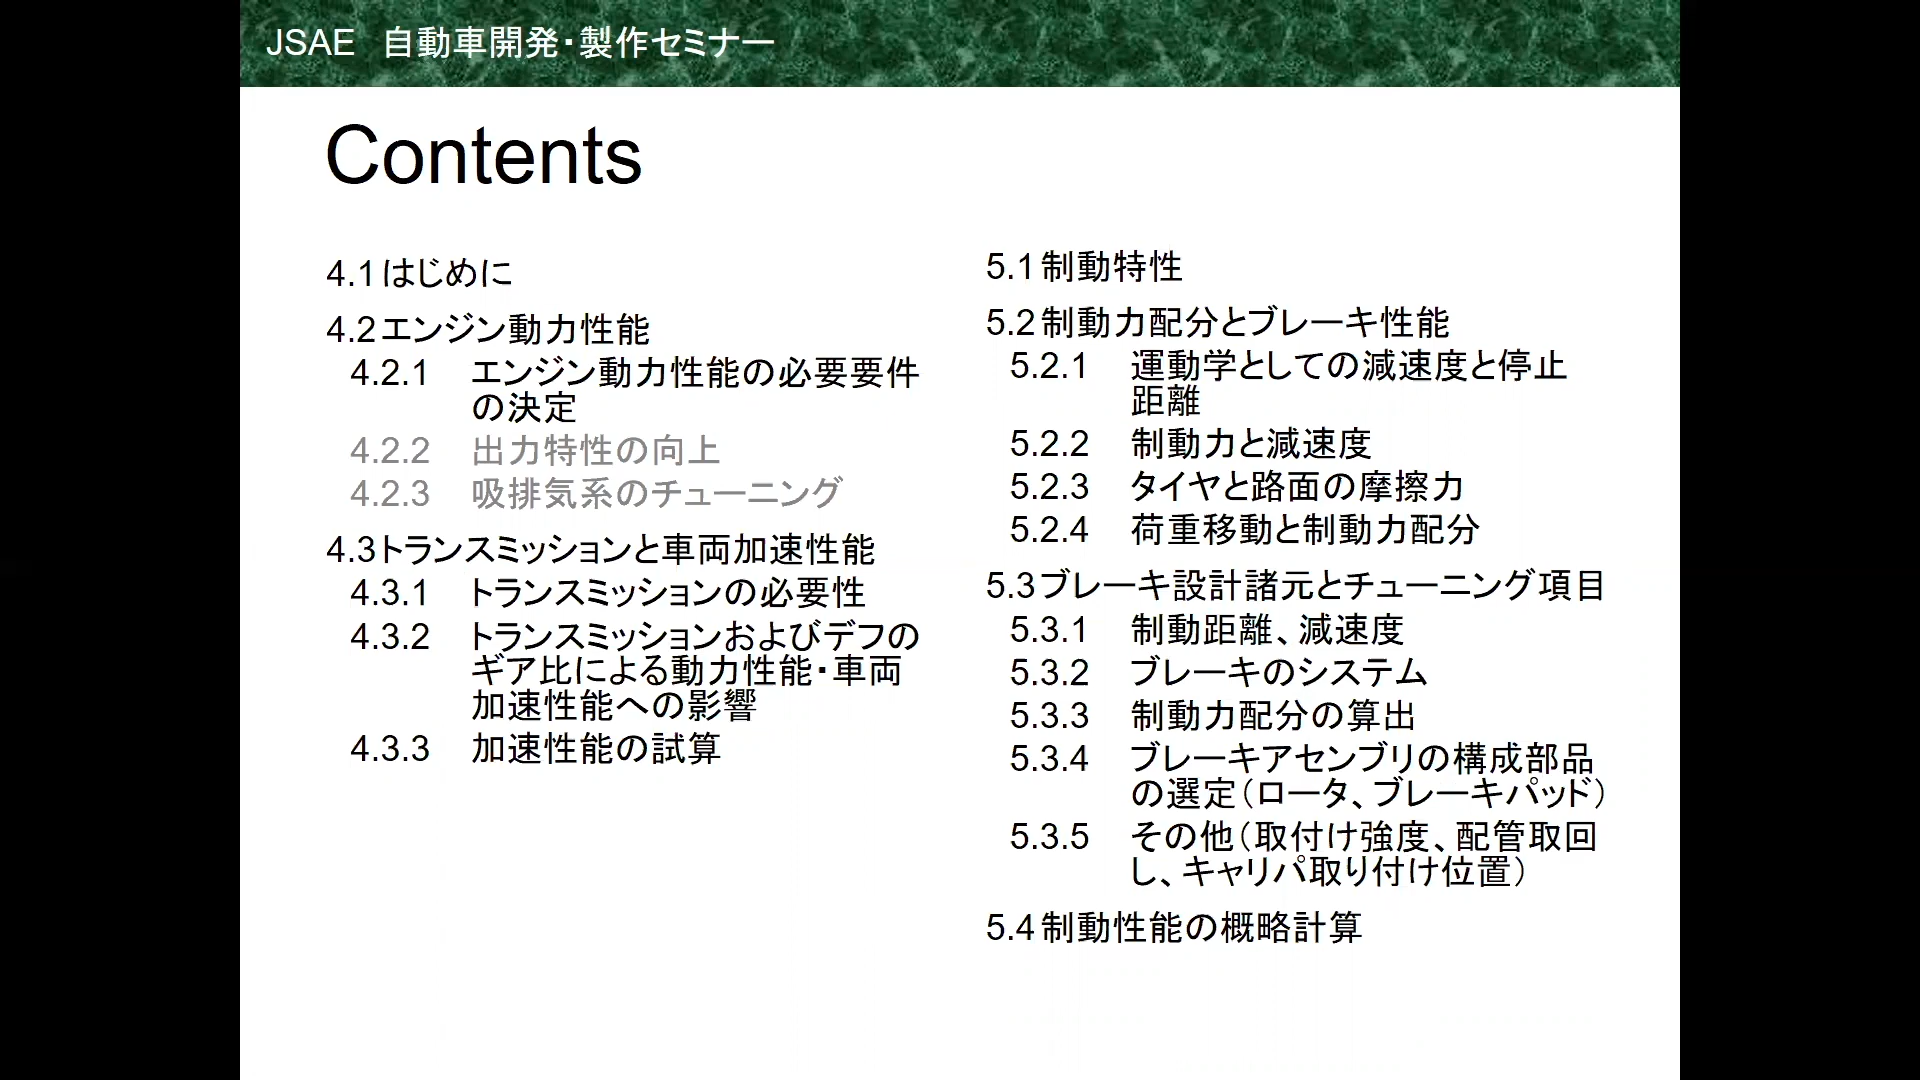 JSAE　自動車開発・製作セミナー
Contents
4.1はじめに
4.2エンジン動力性能
4.2.1 エンジン動力性能の必要要件
の決定
4.2.2 出力特性の向上
4.2.3 吸排気系のチューニング
4.3トランスミッションと車両加速性能
4.3.1 トランスミッションの必要性
4.3.2 トランスミッションおよびデフの
ギア比による動力性能・車両
加速性能への影響
4.3.3 加速性能の試算
5.1制動特性
5.2制動力配分とブレーキ性能
5.2.1 運動学としての減速度と停止
距離
5.2.2 制動力と減速度
5.2.3 タイヤと路面の摩擦力
5.2.4 荷重移動と制動力配分
5.3ブレーキ設計諸元とチューニング項目
5.3.1 制動距離、減速度
5.3.2 ブレーキのシステム
5.3.3 制動力配分の算出
5.3.4 ブレーキアセンブリの構成部品
の選定（ロータ、ブレーキパッド）
5.3.5 その他（取付け強度、配管取回
し、キャリパ取り付け位置）
5.4制動性能の概略計算